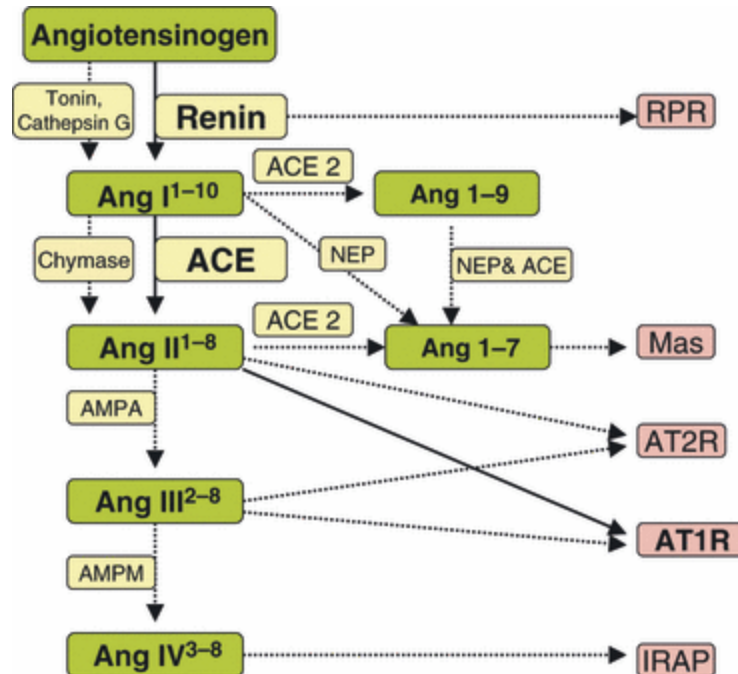 Angiotensinogen
Tonin,
Cathepsin G
Renin
RPR
ACE 2
Ang I¹⁻¹⁰
Ang 1–9
Chymase
ACE
NEP
NEP& ACE
ACE 2
Ang II¹⁻⁸
Ang 1–7
Mas
AMPA
AT2R
Ang III²⁻⁸
AT1R
AMPM
Ang IV³⁻⁸
IRAP